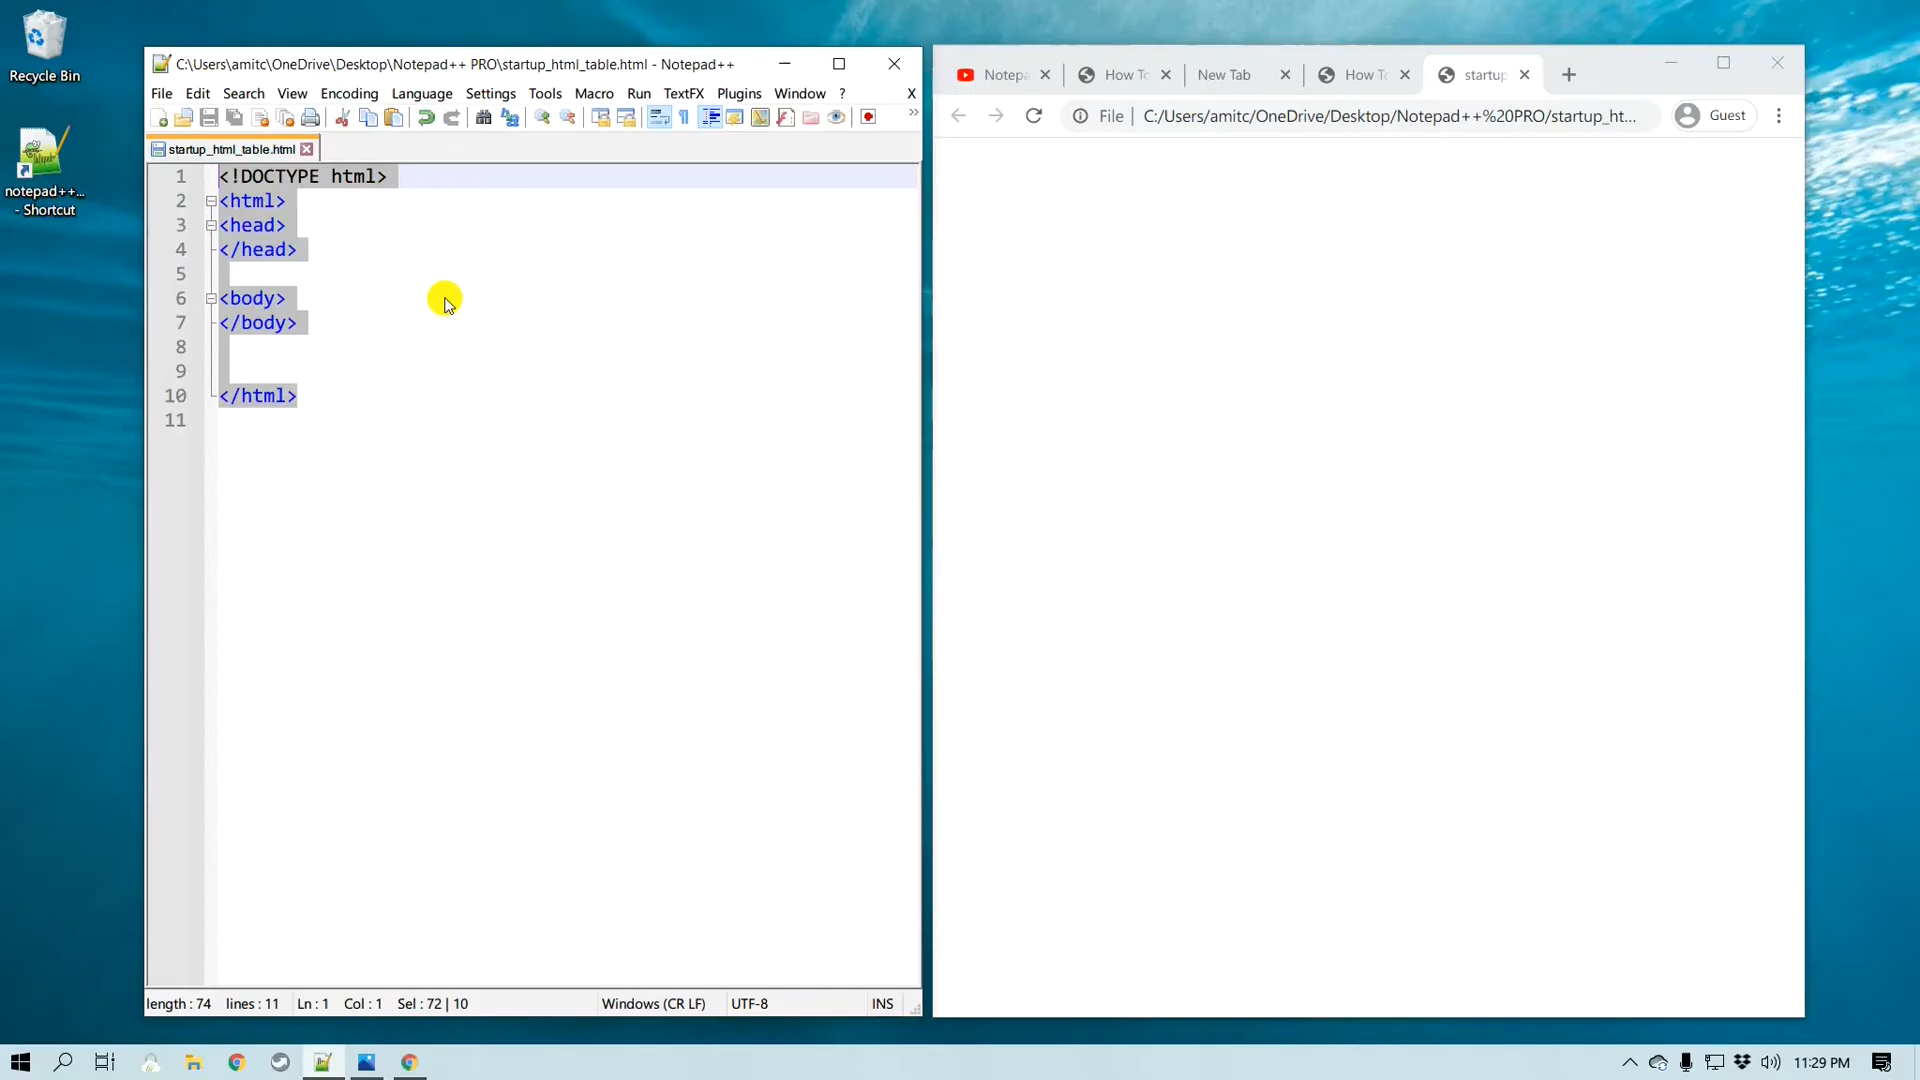 Recycle Bin
notepad++...
- Shortcut
C:\Users\amitc\OneDrive\Desktop\Notepad++ PRO\startup_html_table.html - Notepad++
File Edit Search View Encoding Language Settings Tools Macro Run TextFX Plugins Window ? X
startup_html_table.html
1 <!DOCTYPE html>
2 <html>
3 <head>
4 </head>
5
6 <body>
7 </body>
8
9
10 </html>
11
length : 74 lines : 11 Ln : 1 Col : 1 Sel : 72 | 10 Windows (CR LF) UTF-8 INS
Notepa How To New Tab How To startup
File C:/Users/amitc/OneDrive/Desktop/Notepad++%20PRO/startup_ht... Guest
11:29 PM